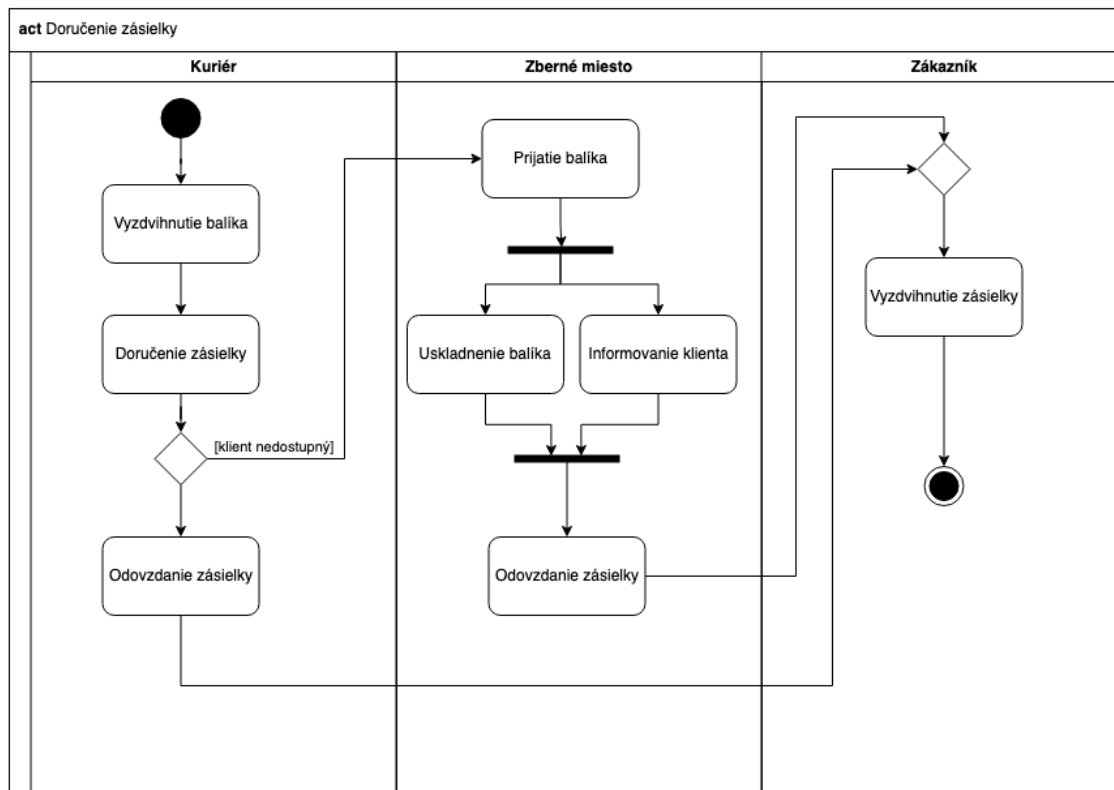 act Doručenie zásielky
Kuriér
Zberné miesto
Zákazník
Prijatie balíka
Vyzdvihnutie balíka
Vyzdvihnutie zásielky
Doručenie zásielky
Uskladnenie balíka
Informovanie klienta
[klient nedostupný]
Odovzdanie zásielky
Odovzdanie zásielky